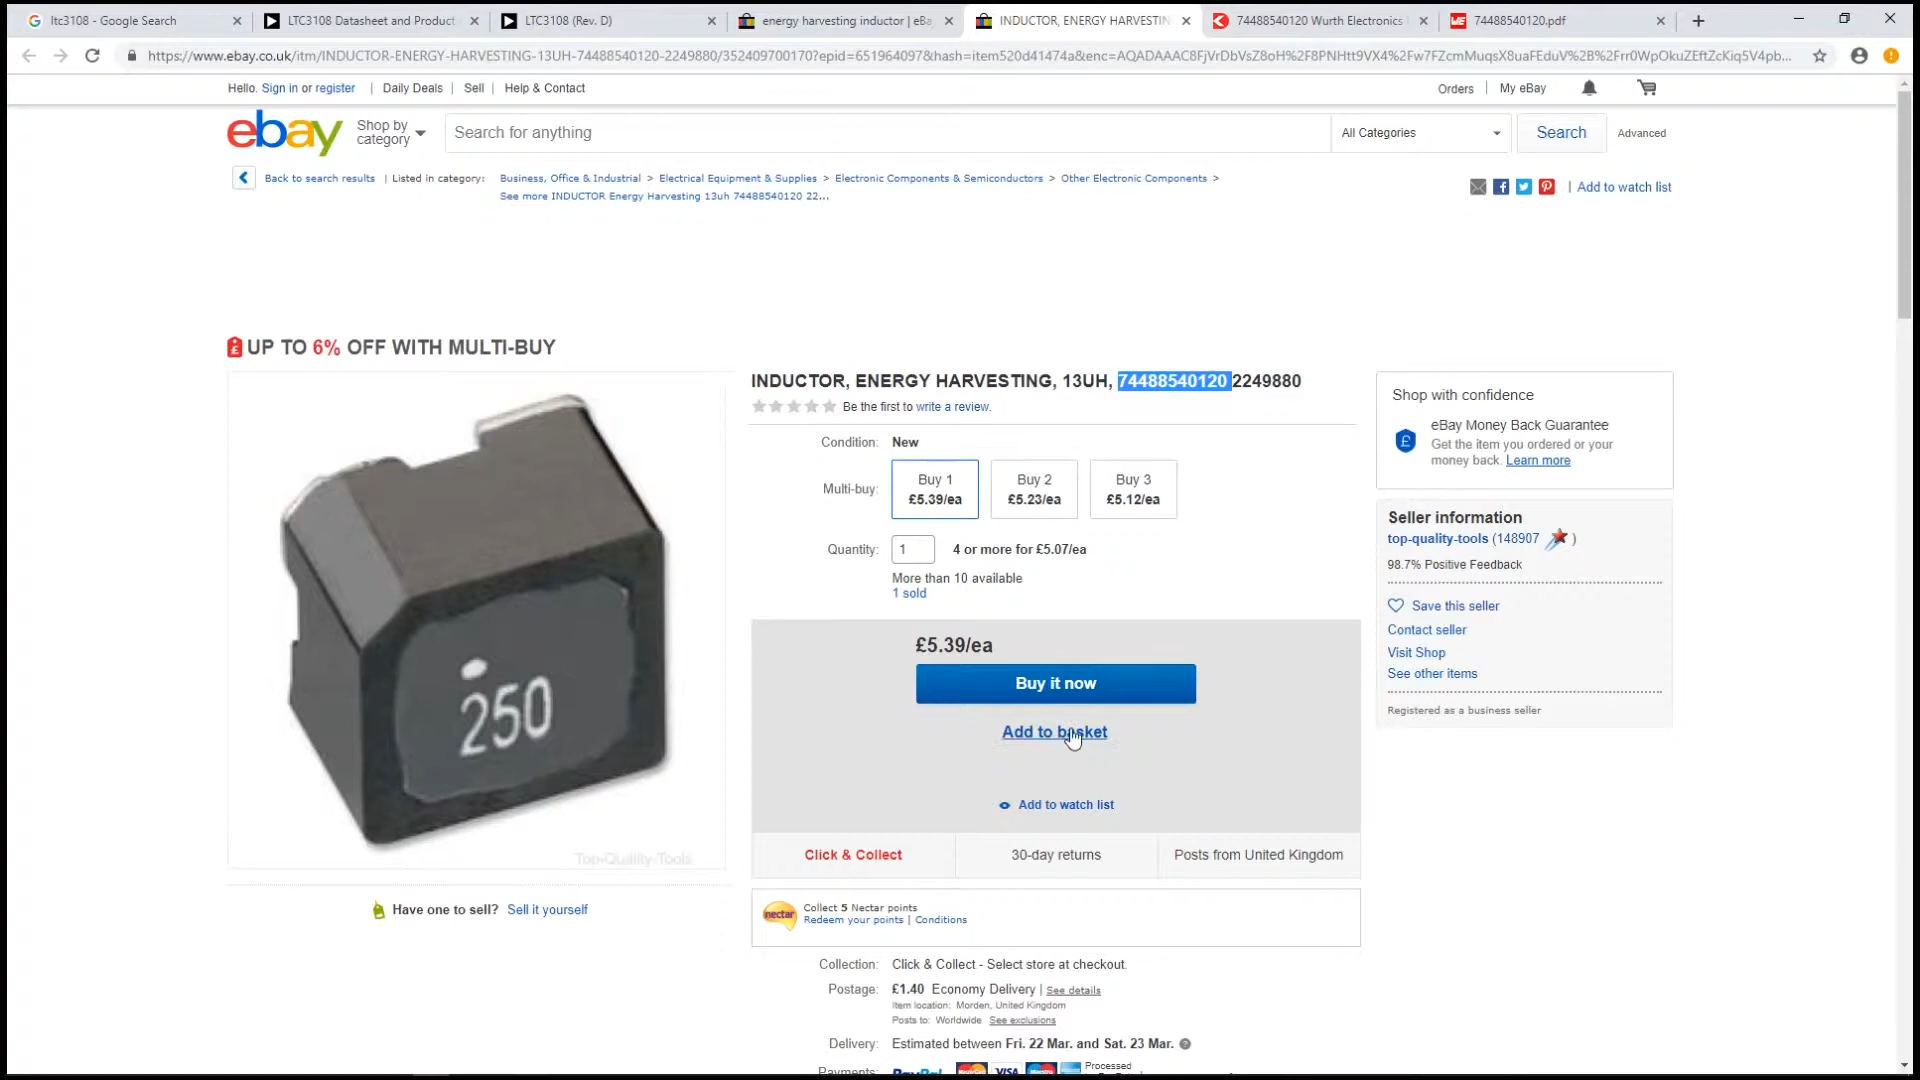 ltc3108 - Google Search
LTC3108 Datasheet and Product
LTC3108 (Rev. D)
energy harvesting inductor | eBa
INDUCTOR, ENERGY HARVESTIN
74488540120 Wurth Electronics
74488540120.pdf
https://www.ebay.co.uk/itm/INDUCTOR-ENERGY-HARVESTING-13UH-74488540120-2249880/352409700170?epid=651964097&hash=item520d41474a&enc=AQADAAAC8FjVrDbVsZ8oH%2F8PNHtt9VX4%2Fw7FZcmMuqsX8uaFEduV%2B%2Frr0WpOkuZEftZcKiq5V4pb...
Hello. Sign in or register | Daily Deals | Sell | Help & Contact
Orders | My eBay
ebay
Shop by category
Search for anything
All Categories
Search
Advanced
Back to search results | Listed in category: Business, Office & Industrial > Electrical Equipment & Supplies > Electronic Components & Semiconductors > Other Electronic Components >
See more INDUCTOR Energy Harvesting 13uh 74488540120 22...
| Add to watch list
UP TO 6% OFF WITH MULTI-BUY
250
Top-Quality-Tools
Have one to sell? Sell it yourself
INDUCTOR, ENERGY HARVESTING, 13UH, 74488540120 2249880
Be the first to write a review.
Condition: New
Multi-buy:
Buy 1
£5.39/ea
Buy 2
£5.23/ea
Buy 3
£5.12/ea
Quantity: 1 4 or more for £5.07/ea
More than 10 available
1 sold
£5.39/ea
Buy it now
Add to basket
Add to watch list
Click & Collect
30-day returns
Posts from United Kingdom
nectar
Collect 5 Nectar points
Redeem your points | Conditions
Collection: Click & Collect - Select store at checkout.
Postage: £1.40 Economy Delivery | See details
Item location: Morden, United Kingdom
Posts to: Worldwide See exclusions
Delivery: Estimated between Fri. 22 Mar. and Sat. 23 Mar.
Payments: PayPal VISA Processed
Shop with confidence
eBay Money Back Guarantee
Get the item you ordered or your
money back. Learn more
Seller information
top-quality-tools (148907 )
98.7% Positive Feedback
Save this seller
Contact seller
Visit Shop
See other items
Registered as a business seller